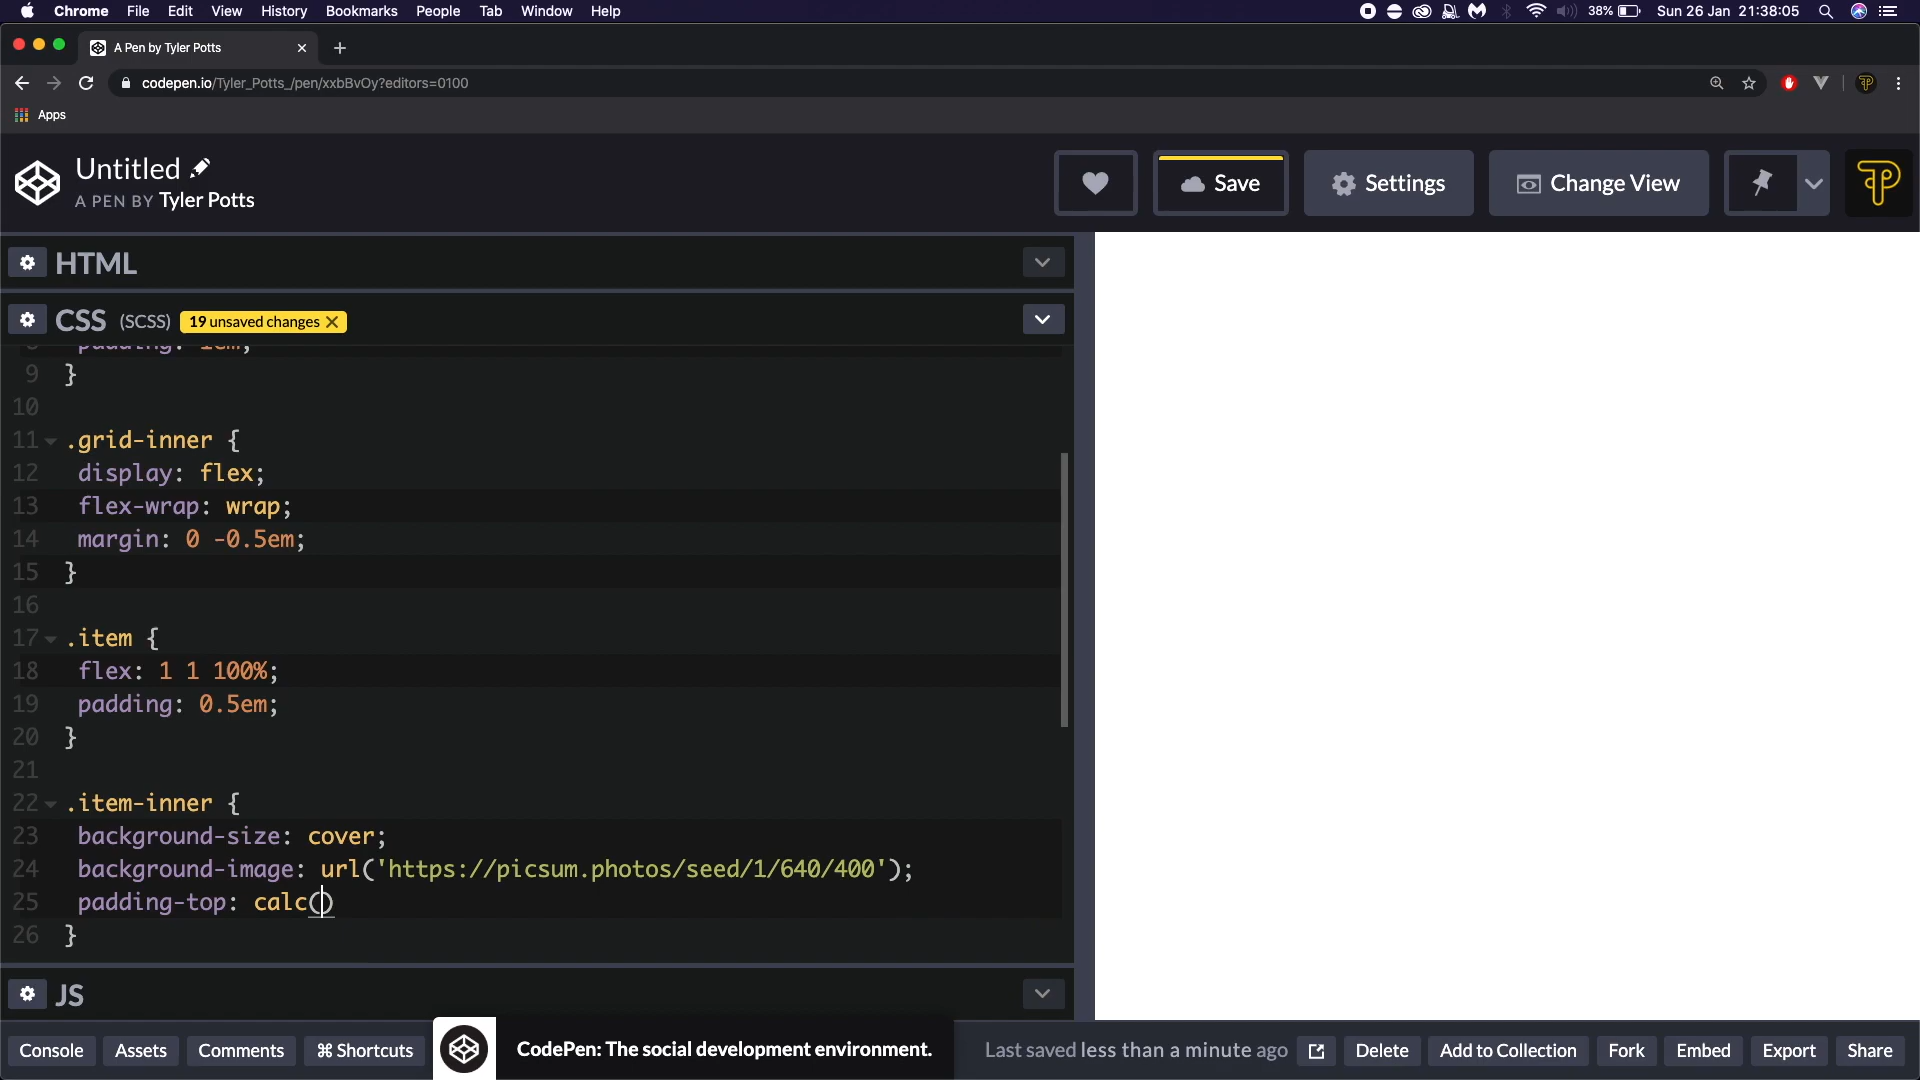 Chrome File Edit View History Bookmarks People Tab Window Help 38% Sun 26 Jan 21:38:05
A Pen by Tyler Potts
codepen.io/Tyler_Potts_/pen/xxbBvOy?editors=0100
Apps
Untitled
A PEN BY Tyler Potts
Save Settings Change View
HTML
CSS (SCSS) 19 unsaved changes
9 }
10
11 .grid-inner {
12 display: flex;
13 flex-wrap: wrap;
14 margin: 0 -0.5em;
15 }
16
17 .item {
18 flex: 1 1 100%;
19 padding: 0.5em;
20 }
21
22 .item-inner {
23 background-size: cover;
24 background-image: url('https://picsum.photos/seed/1/640/400');
25 padding-top: calc()
26 }
JS
Console Assets Comments ⌘ Shortcuts CodePen: The social development environment. Last saved less than a minute ago Delete Add to Collection Fork Embed Export Share